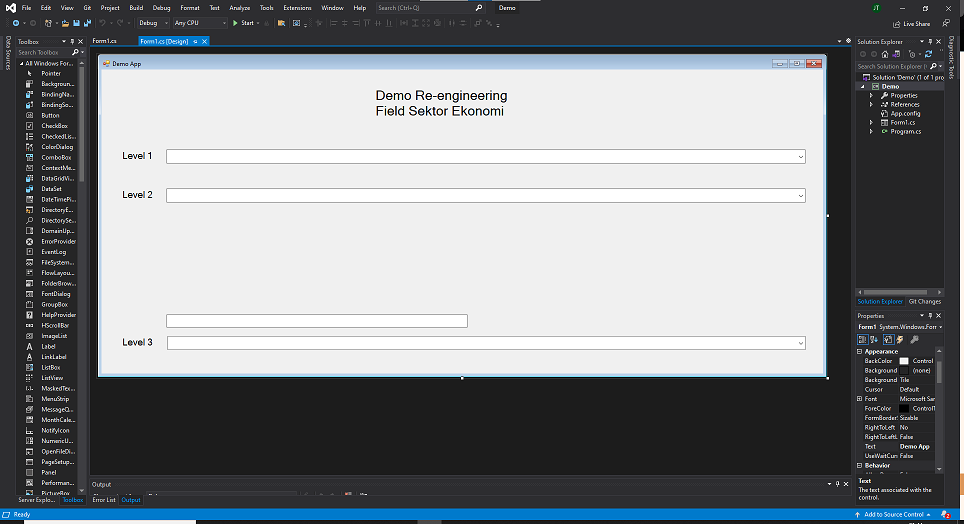 File Edit View Git Project Build Debug Format Test Analyze Tools Extensions Window Help Search (Ctrl+Q) Demo JT
Debug Any CPU Start Live Share
Data Sources
Toolbox
Search Toolbox
All Windows For...
Pointer
Backgroun...
BindingNa...
BindingSo...
Button
CheckBox
CheckedLis...
ColorDialog
ComboBox
ContextMe...
DataGridVi...
DataSet
DateTimePi...
DirectoryE...
DirectorySe...
DomainUp...
ErrorProvider
EventLog
FileSystem...
FlowLayou...
FolderBrow...
FontDialog
GroupBox
HelpProvider
HScrollBar
ImageList
Label
LinkLabel
ListBox
ListView
MaskedTex...
MenuStrip
MessageQ...
MonthCale...
NotifyIcon
NumericU...
OpenFileDi...
PageSetup...
Panel
Performan...
PictureBox
Server Explo... Toolbox
Form1.cs Form1.cs [Design]
Demo App
Demo Re-engineering
Field Sektor Ekonomi
Level 1
Level 2
Level 3
Output
Error List Output
Solution Explorer
Search Solution Explorer (
Solution 'Demo' (1 of 1 pro
Demo
Properties
References
App.config
Form1.cs
Program.cs
Solution Explorer Git Changes
Properties
Form1 System.Windows.Forr
Appearance
BackColor Control
Background (none)
Background Tile
Cursor Default
Font Microsoft San
ForeColor ControlT
FormBorder Sizable
RightToLeft No
RightToLeftL False
Text Demo App
UseWaitCurs False
Behavior
Text
The text associated with the
control.
Diagnostic Tools
Ready Add to Source Control